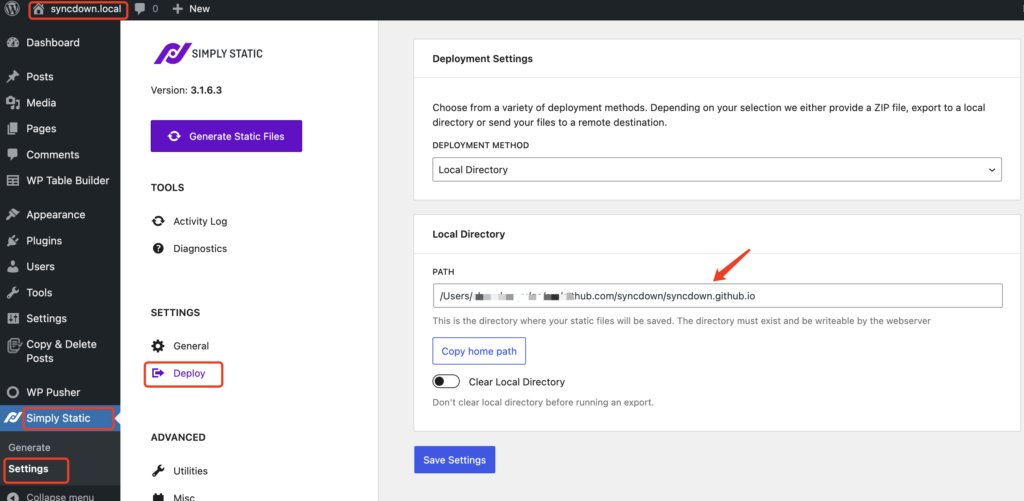 syncdown.local
0
New
Dashboard
Posts
Media
Pages
Comments
WP Table Builder
Appearance
Plugins
Users
Tools
Settings
Copy & Delete
Posts
WP Pusher
Simply Static
Generate
Settings
Collapse menu
SIMPLY STATIC
Version: 3.1.6.3
Generate Static Files
TOOLS
Activity Log
Diagnostics
SETTINGS
General
Deploy
ADVANCED
Utilities
Misc
Deployment Settings
Choose from a variety of deployment methods. Depending on your selection we either provide a ZIP file, export to a local
directory or send your files to a remote destination.
DEPLOYMENT METHOD
Local Directory
Local Directory
PATH
/Users/ thub.com/syncdown/syncdown.github.io
This is the directory where your static files will be saved. The directory must exist and be writeable by the webserver
Copy home path
Clear Local Directory
Don't clear local directory before running an export.
Save Settings